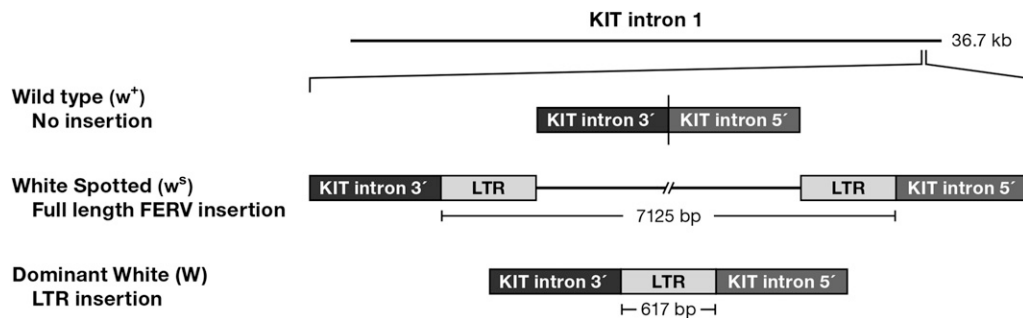 KIT intron 1
36.7 kb
Wild type (w⁺)
No insertion
KIT intron 3´ KIT intron 5´
White Spotted (wˢ)
Full length FERV insertion
KIT intron 3´ LTR LTR KIT intron 5´
7125 bp
Dominant White (W)
LTR insertion
KIT intron 3´ LTR KIT intron 5´
617 bp